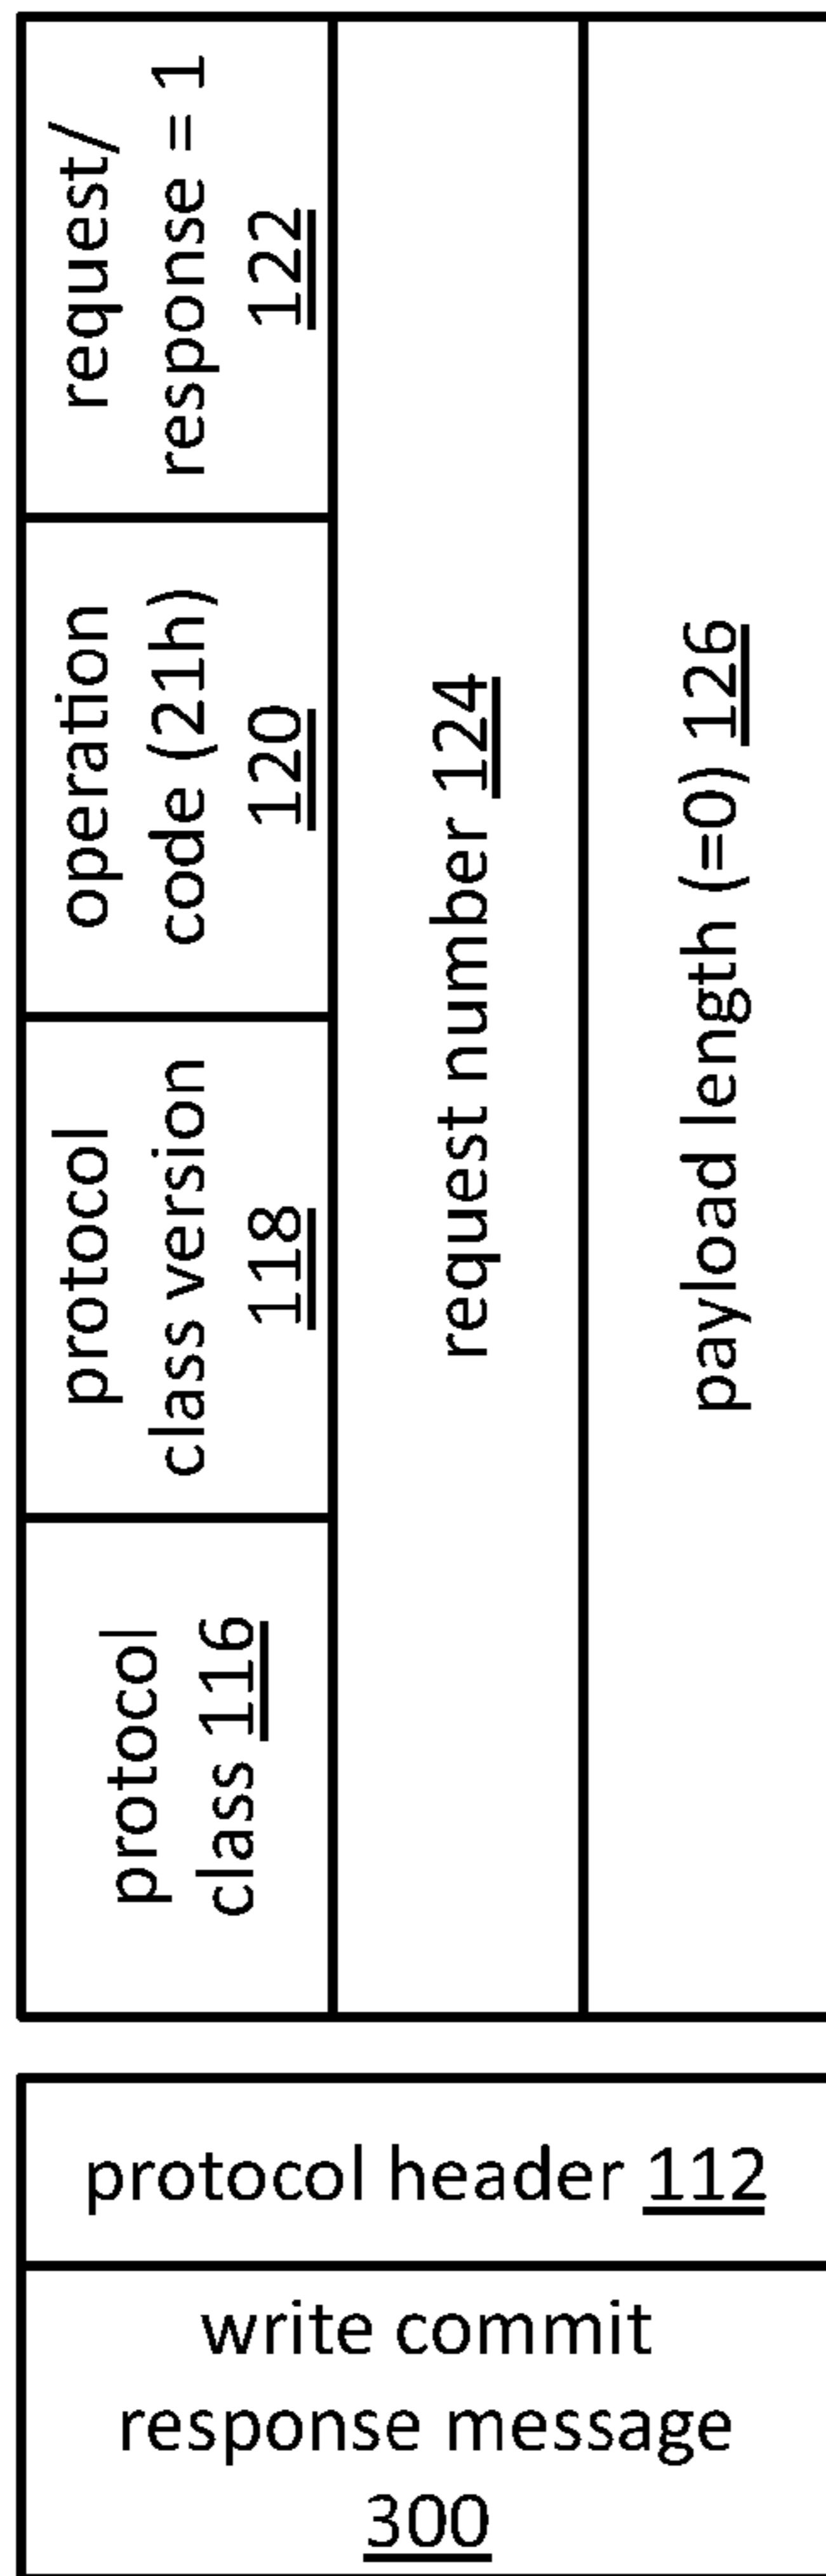 protocol
class 116
protocol
class version
118
operation
code (21h)
120
request/
response = 1
122
request number 124
payload length (=0) 126
protocol header 112
write commit
response message
300